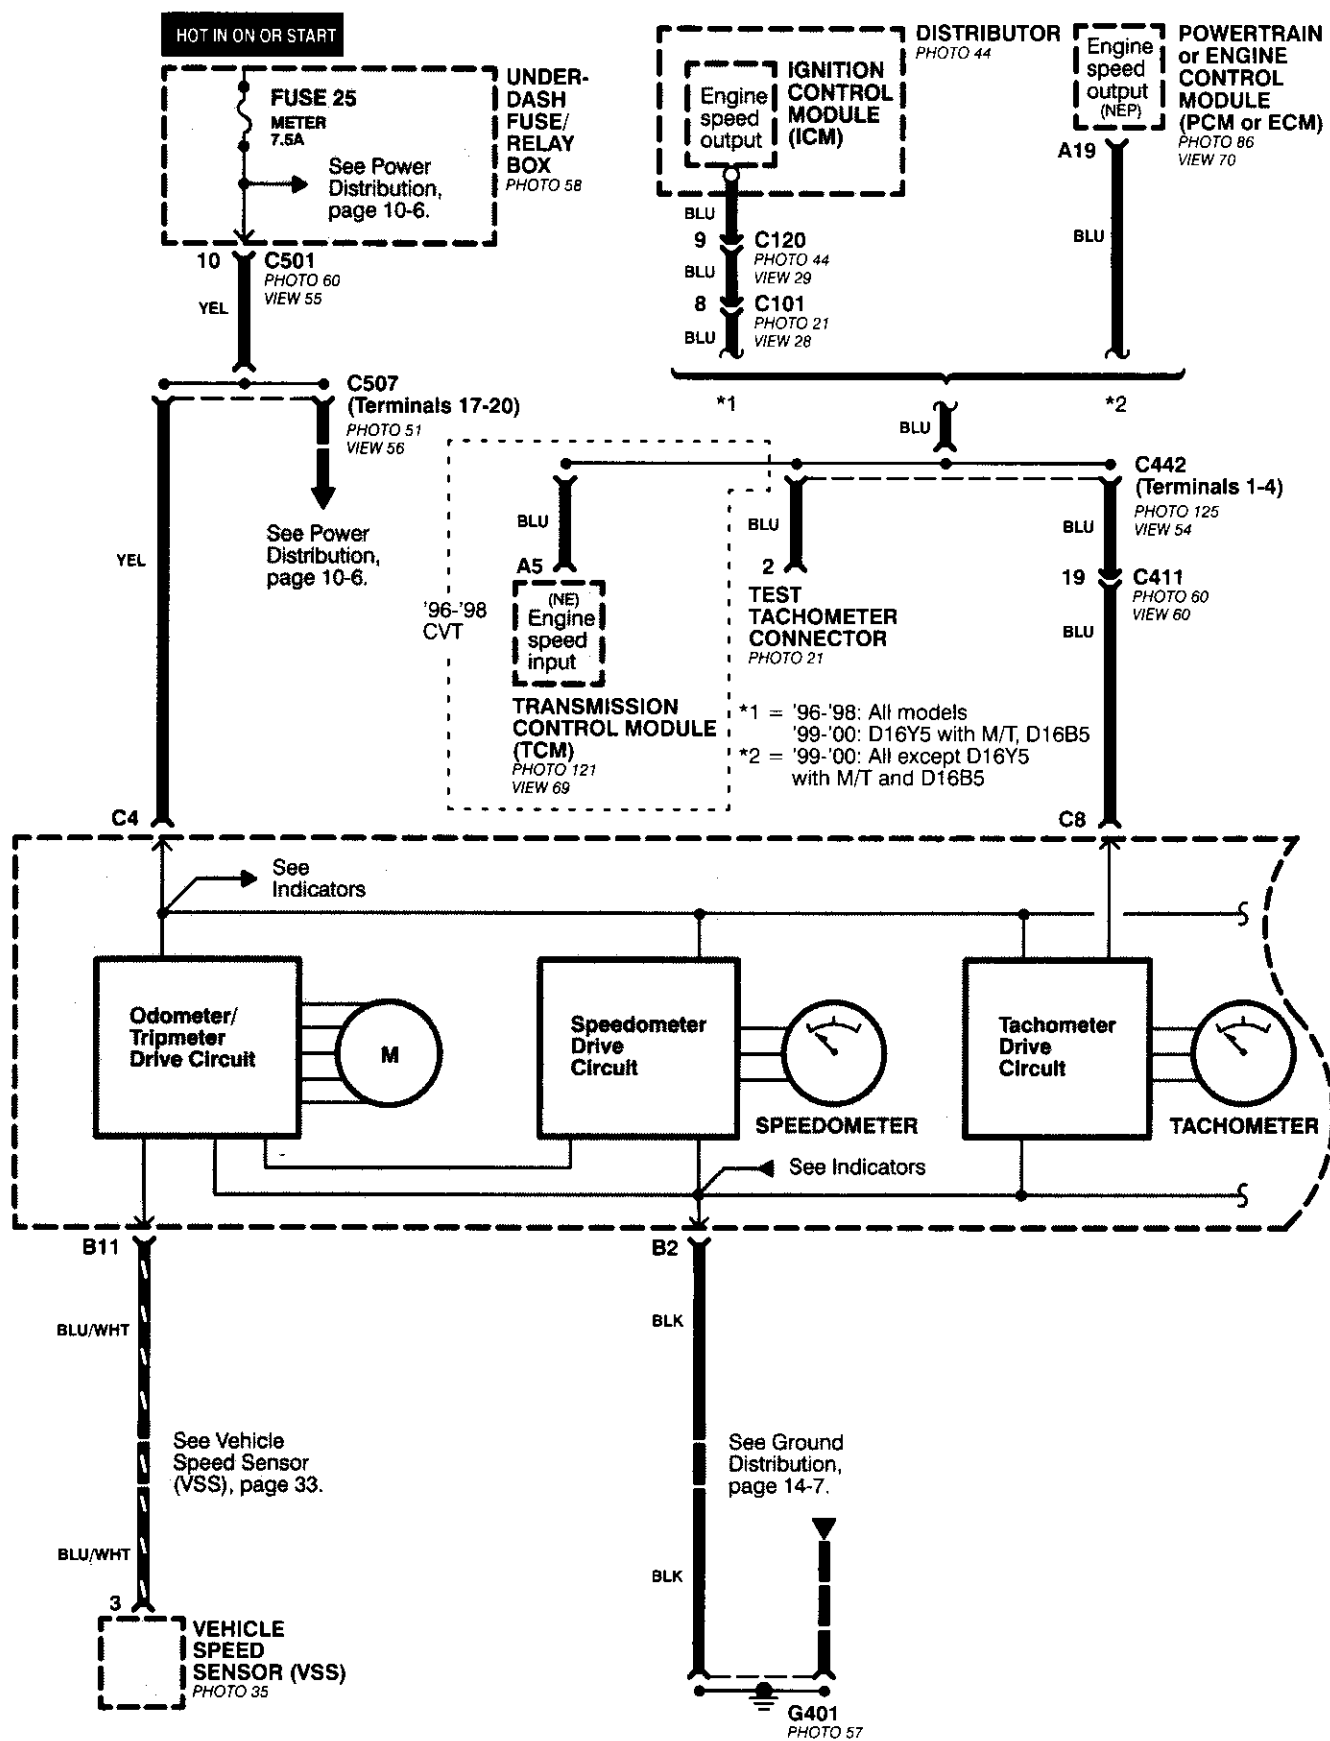 HOT IN ON OR START
FUSE 25
METER
7.5A
See Power
Distribution,
page 10-6.
UNDER-
DASH
FUSE/
RELAY
BOX
PHOTO 58
10
C501
PHOTO 60
VIEW 55
YEL
C507
(Terminals 17-20)
PHOTO 51
VIEW 56
See Power
Distribution,
page 10-6.
YEL
C4
Engine
speed
output
IGNITION
CONTROL
MODULE
(ICM)
DISTRIBUTOR
PHOTO 44
Engine
speed
output
(NEP)
POWERTRAIN
or ENGINE
CONTROL
MODULE
(PCM or ECM)
PHOTO 86
VIEW 70
A19
BLU
BLU
9
C120
PHOTO 44
VIEW 29
BLU
8
C101
PHOTO 21
VIEW 28
BLU
*1
*2
BLU
C442
(Terminals 1-4)
PHOTO 125
VIEW 54
BLU
A5
(NE)
Engine
speed
input
'96-'98
CVT
TRANSMISSION
CONTROL MODULE
(TCM)
PHOTO 121
VIEW 69
BLU
2
TEST
TACHOMETER
CONNECTOR
PHOTO 21
BLU
19
C411
PHOTO 60
VIEW 60
BLU
*1 = '96-'98: All models
'99-'00: D16Y5 with M/T, D16B5
*2 = '99-'00: All except D16Y5
with M/T and D16B5
C8
See
Indicators
Odometer/
Tripmeter
Drive Circuit
M
Speedometer
Drive
Circuit
SPEEDOMETER
Tachometer
Drive
Circuit
TACHOMETER
See Indicators
B11
B2
BLU/WHT
BLK
See Vehicle
Speed Sensor
(VSS), page 33.
See Ground
Distribution,
page 14-7.
BLU/WHT
BLK
3
VEHICLE
SPEED
SENSOR (VSS)
PHOTO 35
G401
PHOTO 57